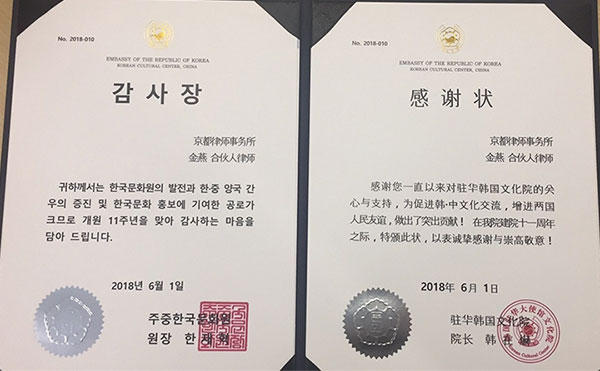 No. 2018-010
EMBASSY OF THE REPUBLIC OF KOREA
KOREAN CULTURAL CENTER, CHINA
감 사 장
京都律师事务所
金燕 合伙人律师
귀하께서는 한국문화원의 발전과 한·중 양국 간
우의 증진 및 한국문화 홍보에 기여한 공로가
크므로 개원 11주년을 맞아 감사하는 마음을
담아 드립니다.
2018년 6월 1일
주중한국문화원
원장 한 재
No. 2018-010
EMBASSY OF THE REPUBLIC OF KOREA
KOREAN CULTURAL CENTER, CHINA
感 谢 状
京都律师事务所
金燕 合伙人律师
感谢您一直以来对驻华韩国文化院的关
心与支持，为促进韩·中文化交流，增进两国
人民友谊，做出了突出贡献！在我院建院十一周年
之际，特颁此状，以表诚挚感谢与崇高敬意！
2018年 6月 1日
驻华韩国文化院
院长 韩 在